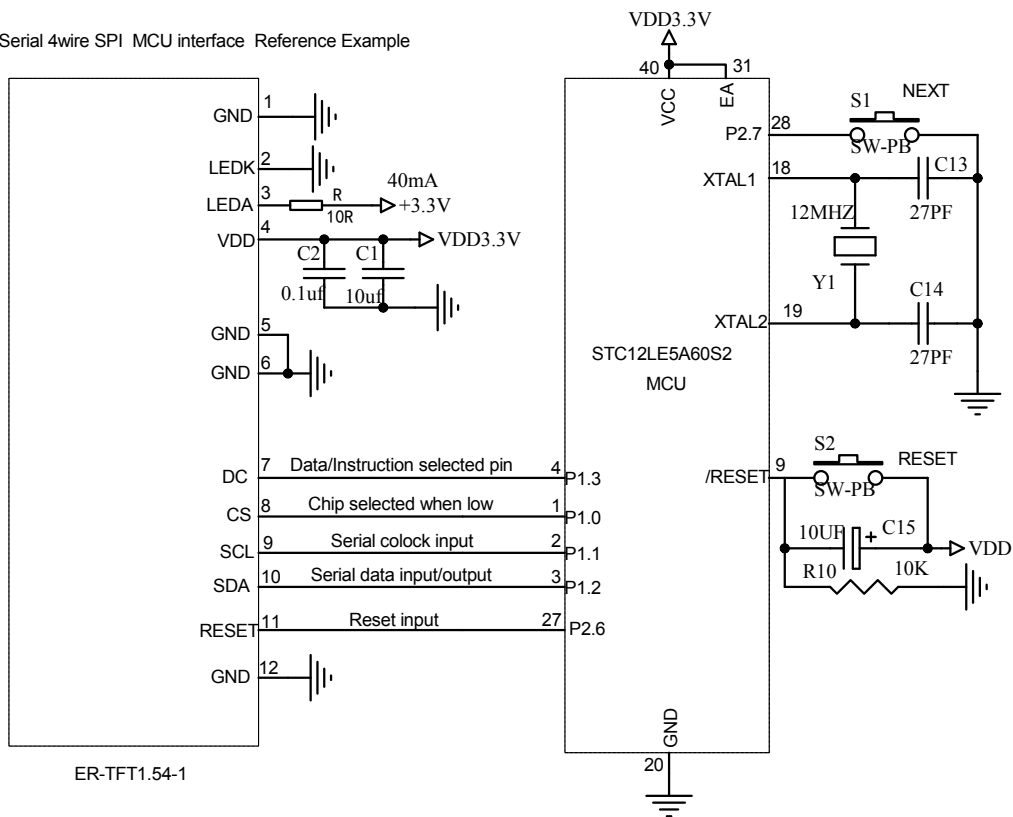 Serial 4wire SPI MCU interface Reference Example
VDD3.3V
40
31
VCC
EA
GND
1
LEDK
2
LEDA
3
R
10R
40mA
+3.3V
VDD
4
VDD3.3V
C2
C1
0.1uf
10uf
GND
5
GND
6
DC
7
Data/Instruction selected pin
4
P1.3
CS
8
Chip selected when low
1
P1.0
SCL
9
Serial colock input
2
P1.1
SDA
10
Serial data input/output
3
P1.2
RESET
11
Reset input
27
P2.6
GND
12
ER-TFT1.54-1
STC12LE5A60S2
MCU
P2.7
28
S1
NEXT
SW-PB
XTAL1
18
C13
12MHZ
27PF
Y1
C14
XTAL2
19
27PF
/RESET
9
S2
RESET
SW-PB
10UF
+
C15
VDD
R10
10K
GND
20